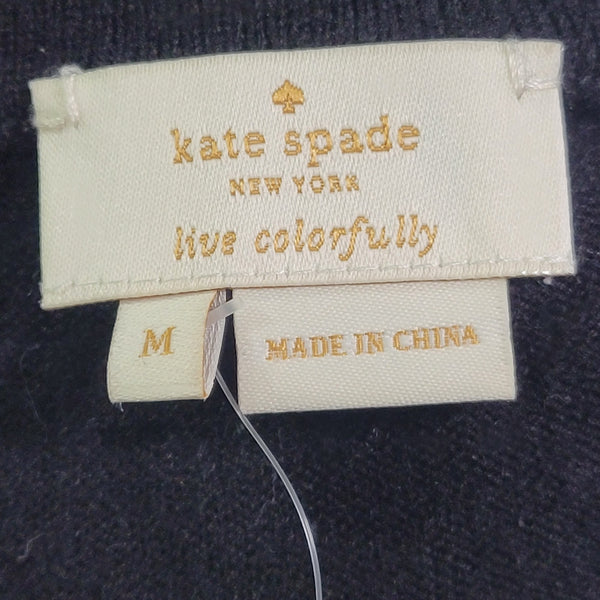 kate spade
NEW YORK
live colorfully
M
MADE IN CHINA